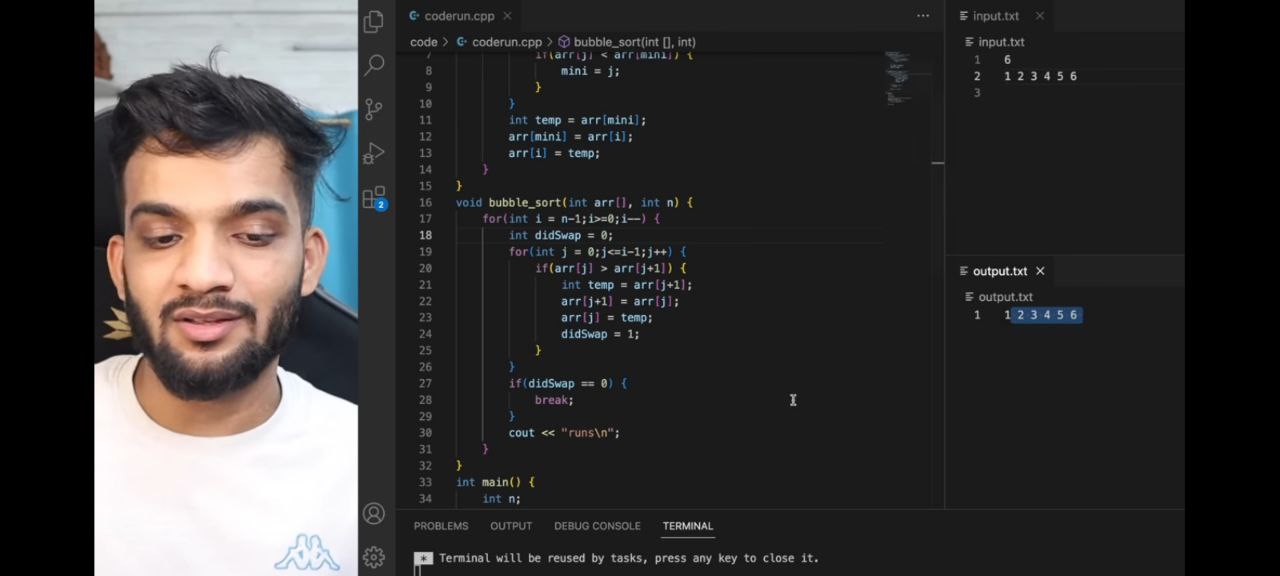 coderun.cpp
code > coderun.cpp > bubble_sort(int [], int)
7 if(arr[j] < arr[mini]) {
8 mini = j;
9 }
10 }
11 int temp = arr[mini];
12 arr[mini] = arr[i];
13 arr[i] = temp;
14 }
15 }
16 void bubble_sort(int arr[], int n) {
17 for(int i = n-1;i>=0;i--) {
18 int didSwap = 0;
19 for(int j = 0;j<=i-1;j++) {
20 if(arr[j] > arr[j+1]) {
21 int temp = arr[j+1];
22 arr[j+1] = arr[j];
23 arr[j] = temp;
24 didSwap = 1;
25 }
26 }
27 if(didSwap == 0) {
28 break;
29 }
30 cout << "runs\n";
31 }
32 }
33 int main() {
34 int n;
input.txt
input.txt
1 6
2 1 2 3 4 5 6
3
output.txt
output.txt
1 1 2 3 4 5 6
2
PROBLEMS OUTPUT DEBUG CONSOLE TERMINAL
* Terminal will be reused by tasks, press any key to close it.